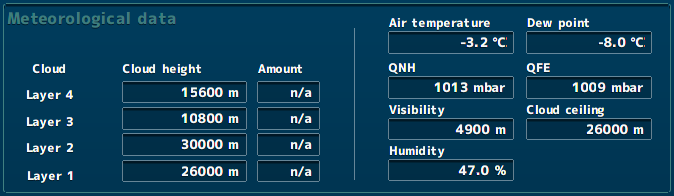 Meteorological data
Air temperature Dew point
-3.2 °C -8.0 °C
Cloud Cloud height Amount QNH QFE
Layer 4 15600 m n/a 1013 mbar 1009 mbar
Visibility Cloud ceiling
Layer 3 10800 m n/a 4900 m 26000 m
Layer 2 30000 m n/a
Humidity
Layer 1 26000 m n/a 47.0 %